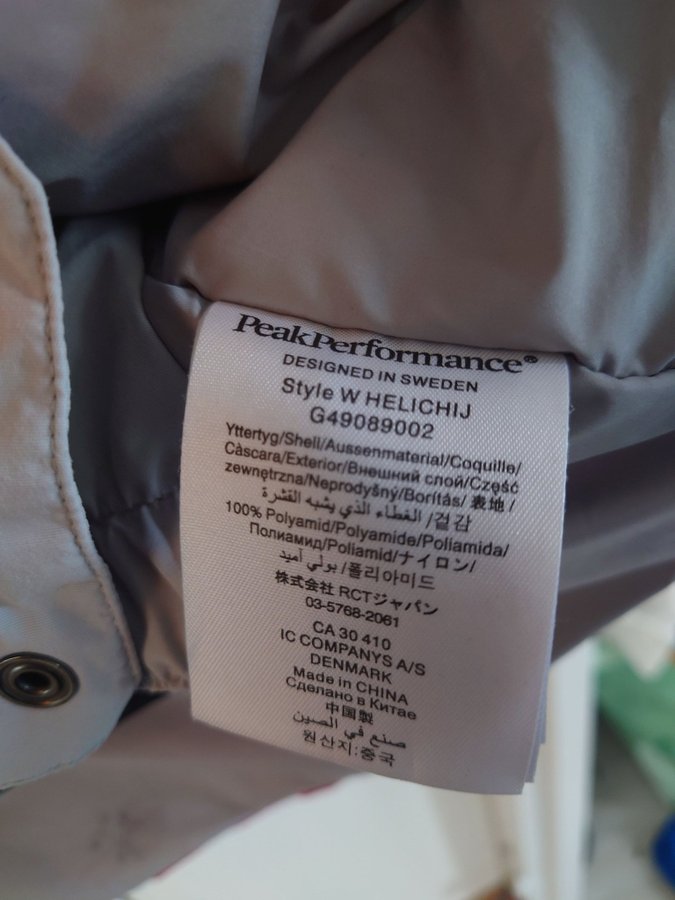 PeakPerformance®
DESIGNED IN SWEDEN
Style W HELICHIJ
G49089002
Yttertyg/Shell/Aussenmaterial/Coquille/
Càscara/Exterior/Внешний слой/Część
zewnętrzna/Neprodyšný/Borítás/ 表地 /
الغطاء الذي يشبه القشرة /겉감
100% Polyamid/Polyamide/Poliamida/
Полиамид/Poliamid/ナイロン/
بولي آميد /폴리아미드
株式会社 RCTジャパン
03-5768-2061
CA 30 410
IC COMPANYS A/S
DENMARK
Made in CHINA
Сделано в Китае
中国製
صنع في الصين
원산지:중국